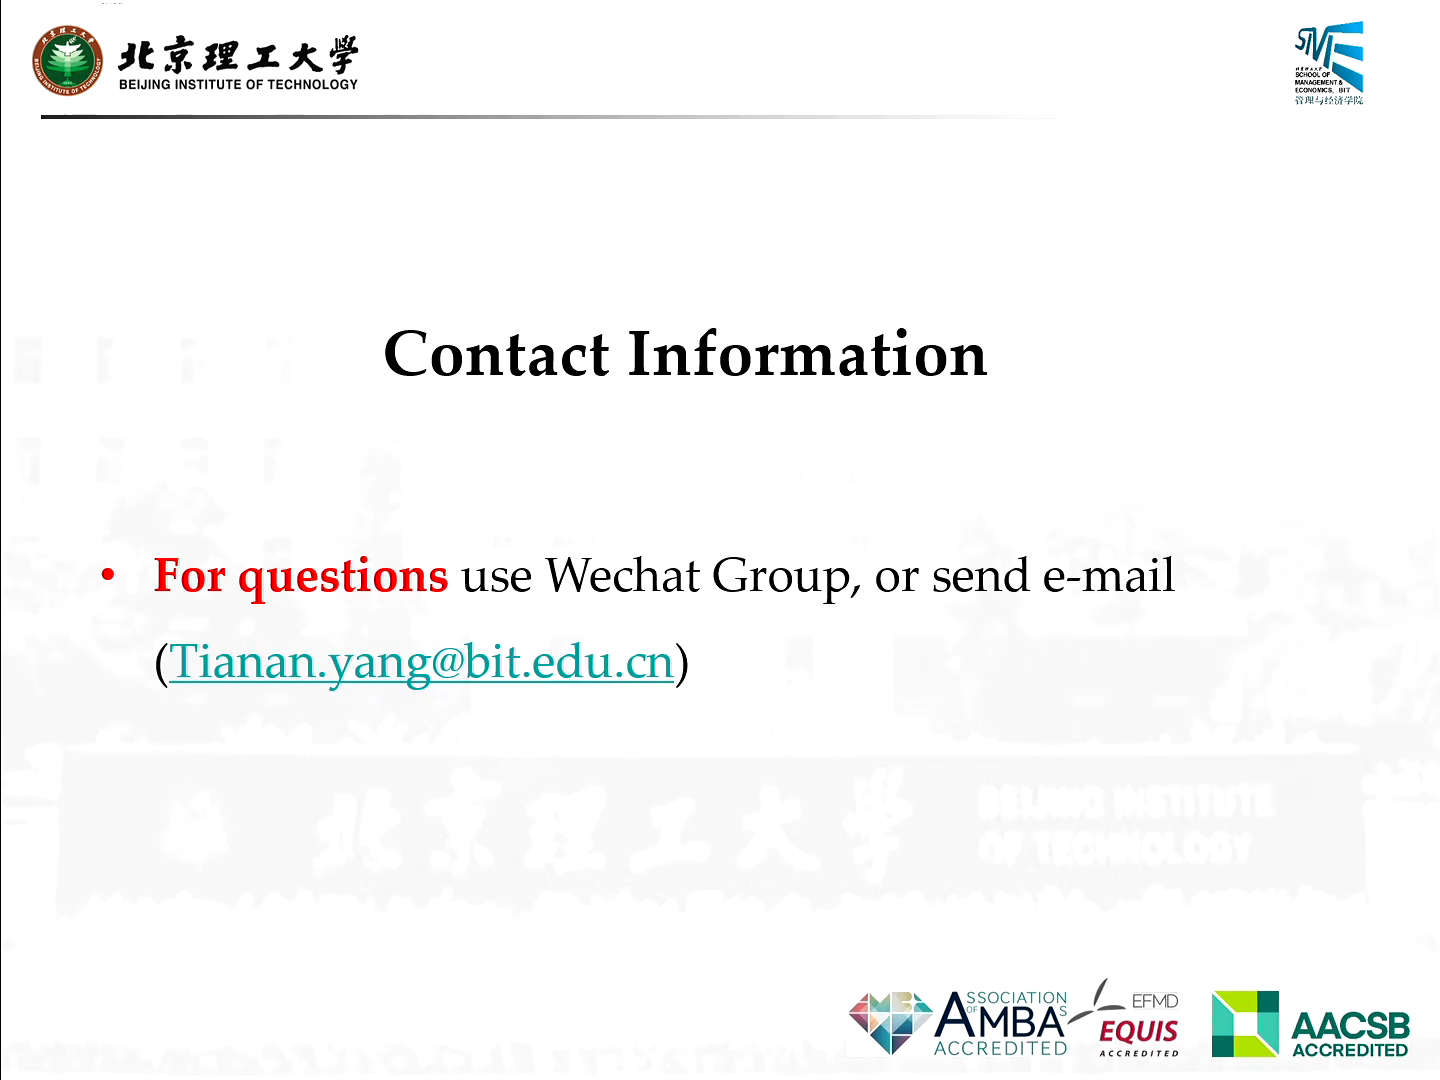 北京理工大学
BEIJING INSTITUTE OF TECHNOLOGY
SCHOOL OF
MANAGEMENT &
ECONOMICS, BIT
管理与经济学院
Contact Information
• For questions use Wechat Group, or send e-mail
(Tianan.yang@bit.edu.cn)
北京理工大学
BEIJING INSTITUTE
OF TECHNOLOGY
ASSOCIATION
OF AMBAS
ACCREDITED
EFMD
EQUIS
ACCREDITED
AACSB
ACCREDITED